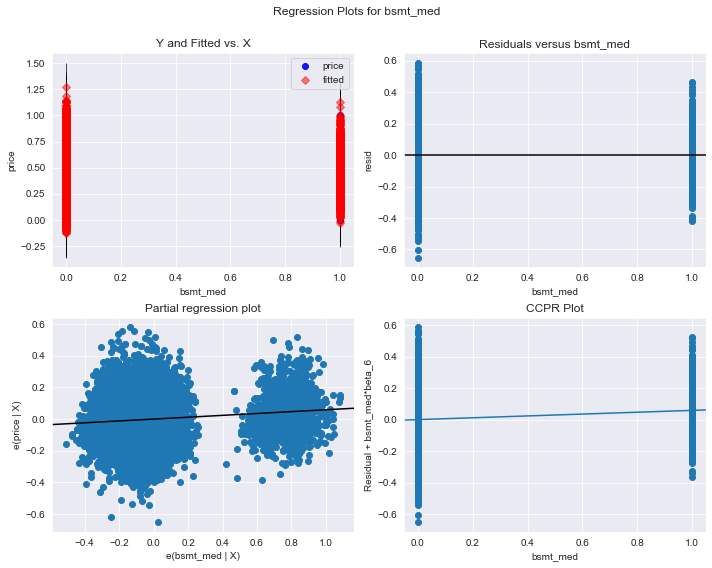 Regression Plots for bsmt_med
Y and Fitted vs. X
price
fitted
1.50
1.25
1.00
0.75
0.50
0.25
0.00
−0.25
price
0.0 0.2 0.4 0.6 0.8 1.0
bsmt_med
Residuals versus bsmt_med
0.6
0.4
0.2
0.0
−0.2
−0.4
−0.6
resid
0.0 0.2 0.4 0.6 0.8 1.0
bsmt_med
Partial regression plot
0.6
0.4
0.2
0.0
−0.2
−0.4
−0.6
e(price | X)
−0.4 −0.2 0.0 0.2 0.4 0.6 0.8 1.0
e(bsmt_med | X)
CCPR Plot
0.6
0.4
0.2
0.0
−0.2
−0.4
−0.6
Residual + bsmt_med*beta_6
0.0 0.2 0.4 0.6 0.8 1.0
bsmt_med